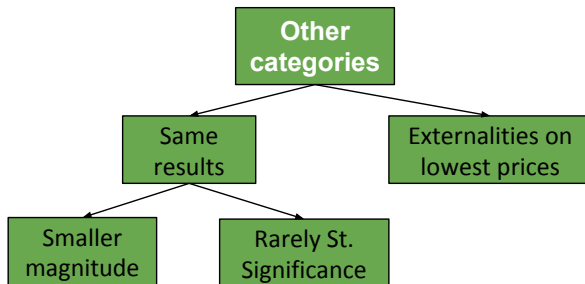 Other
categories
Same
results
Externalities on
lowest prices
Smaller
magnitude
Rarely St.
Significance